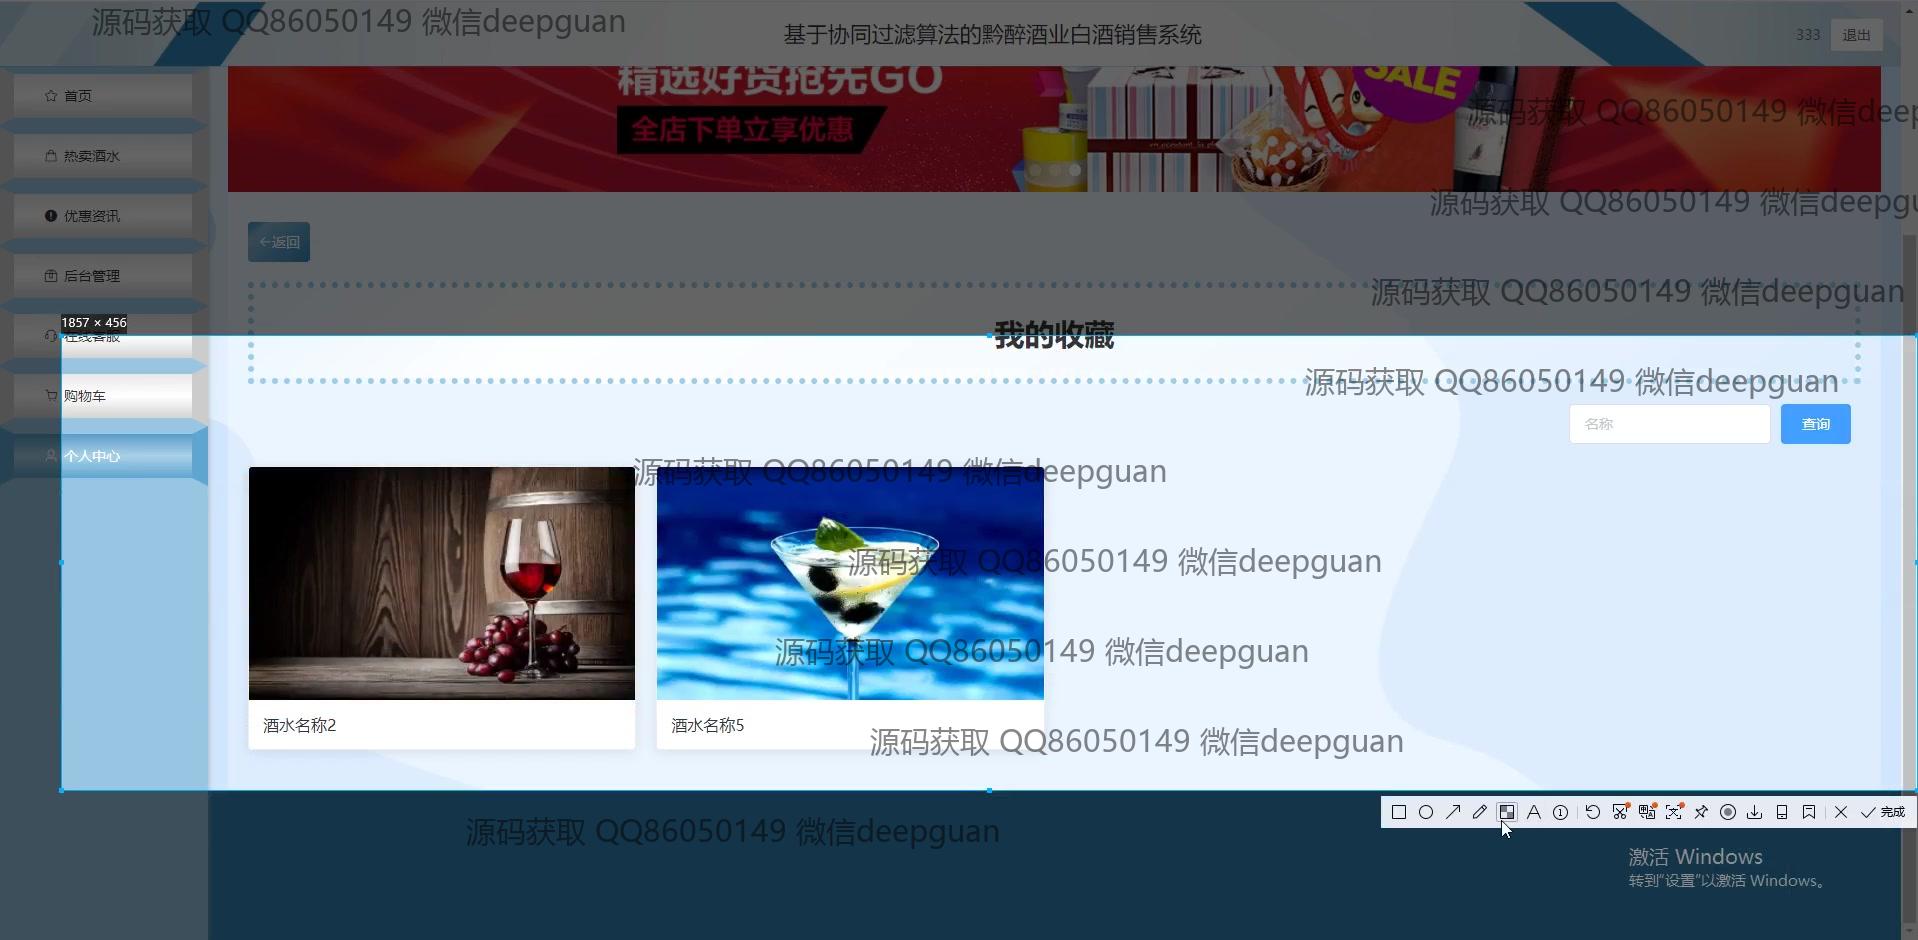 源码获取 QQ86050149 微信deepguan
基于协同过滤算法的黔醉酒业白酒销售系统
333
退出
精选好货抢先GO
SALE
全店下单立享优惠
首页
热卖酒水
优惠资讯
后台管理
在线客服
购物车
个人中心
源码获取 QQ86050149 微信deep
源码获取 QQ86050149 微信deepgu
←返回
源码获取 QQ86050149 微信deepguan
1857 × 456
我的收藏
源码获取 QQ86050149 微信deepguan
名称
查询
源码获取 QQ86050149 微信deepguan
源码获取 QQ86050149 微信deepguan
源码获取 QQ86050149 微信deepguan
酒水名称2
酒水名称5
源码获取 QQ86050149 微信deepguan
完成
源码获取 QQ86050149 微信deepguan
激活 Windows
转到"设置"以激活 Windows。